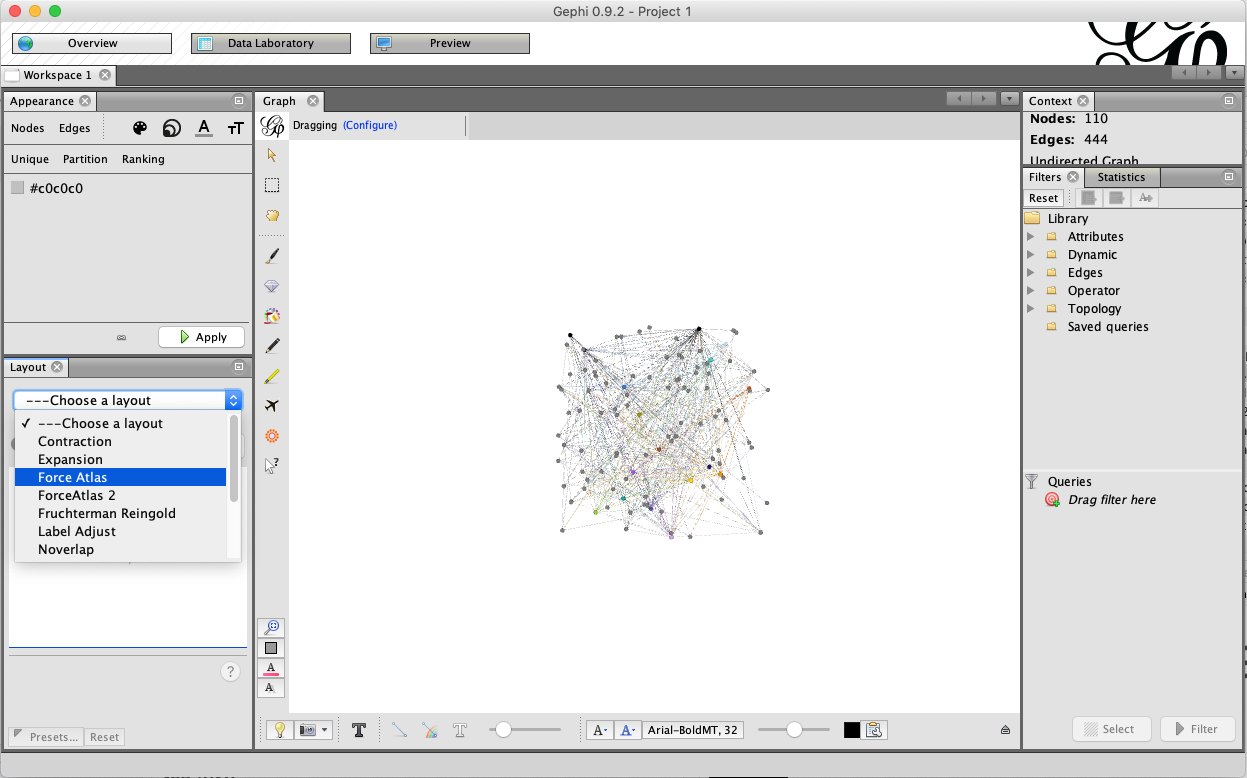 Gephi 0.9.2 - Project 1
Overview
Data Laboratory
Preview
Workspace 1
Appearance
Nodes
Edges
A
TT
Unique
Partition
Ranking
#c0c0c0
Apply
Layout
---Choose a layout
---Choose a layout
Contraction
Expansion
Force Atlas
ForceAtlas 2
Fruchterman Reingold
Label Adjust
Noverlap
?
Presets...
Reset
Graph
Dragging (Configure)
?
A
A
T
T
A-
A-
Arial-BoldMT, 32
Context
Nodes: 110
Edges: 444
Undirected Graph
Filters
Statistics
Reset
Library
Attributes
Dynamic
Edges
Operator
Topology
Saved queries
Queries
Drag filter here
Select
Filter